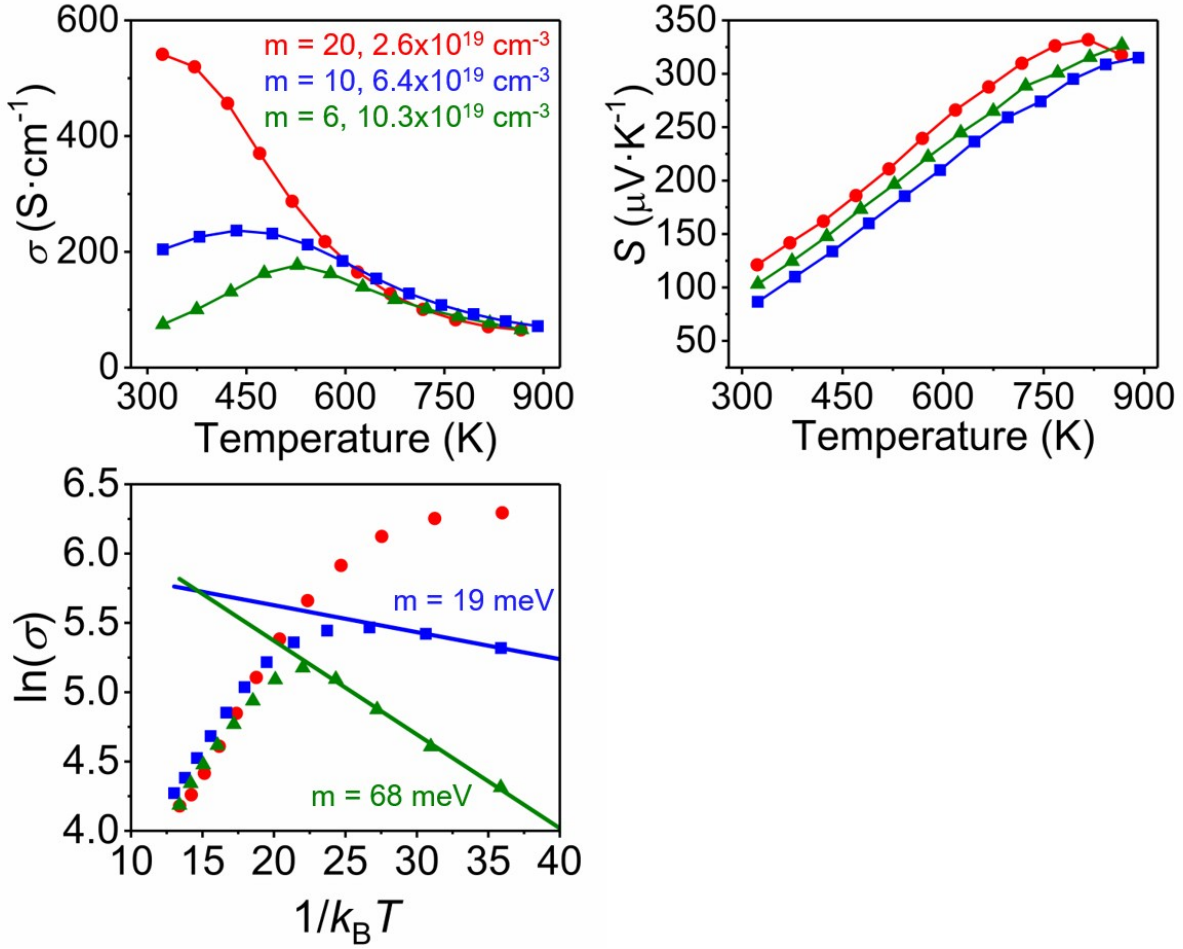 600
400
200
0
σ (S·cm⁻¹)
m = 20, 2.6x10¹⁹ cm⁻³
m = 10, 6.4x10¹⁹ cm⁻³
m = 6, 10.3x10¹⁹ cm⁻³
300 450 600 750 900
Temperature (K)
350
300
250
200
150
100
50
S (μV·K⁻¹)
300 450 600 750 900
Temperature (K)
6.5
6.0
5.5
5.0
4.5
4.0
ln(σ)
m = 19 meV
m = 68 meV
10 15 20 25 30 35 40
1/k_BT